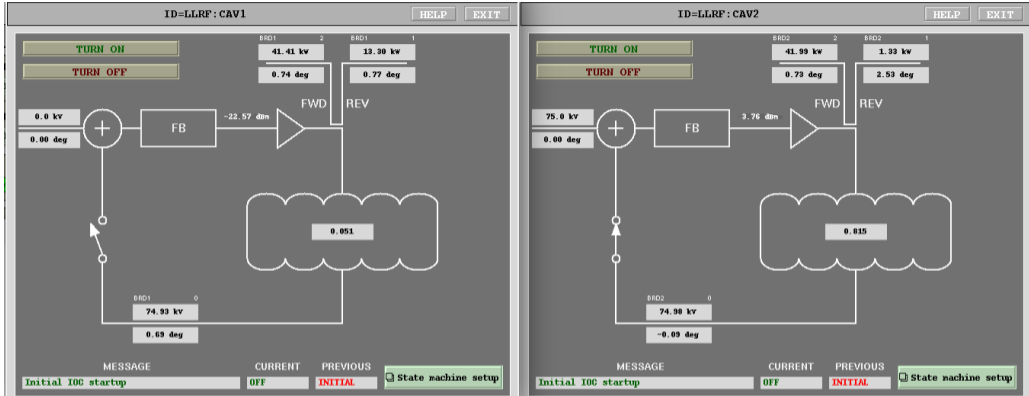 ID=LLRF:CAV1
HELP
EXIT
TURN ON
TURN OFF
BRD1 2
41.41 kV
0.74 deg
BRD1 1
13.30 kW
0.77 deg
FWD REV
0.0 kV
0.00 deg
FB
-22.57 dBm
0.051
BRD1 0
74.93 kV
0.69 deg
MESSAGE CURRENT PREVIOUS
Initial IOC startup OFF INITIAL
State machine setup
ID=LLRF:CAV2
HELP
EXIT
TURN ON
TURN OFF
BRD2 2
41.99 kV
0.73 deg
BRD2 1
1.33 kW
2.53 deg
FWD REV
75.0 kV
0.00 deg
FB
3.76 dBm
0.815
BRD2 0
74.98 kV
-0.09 deg
MESSAGE CURRENT PREVIOUS
Initial IOC startup OFF INITIAL
State machine setup